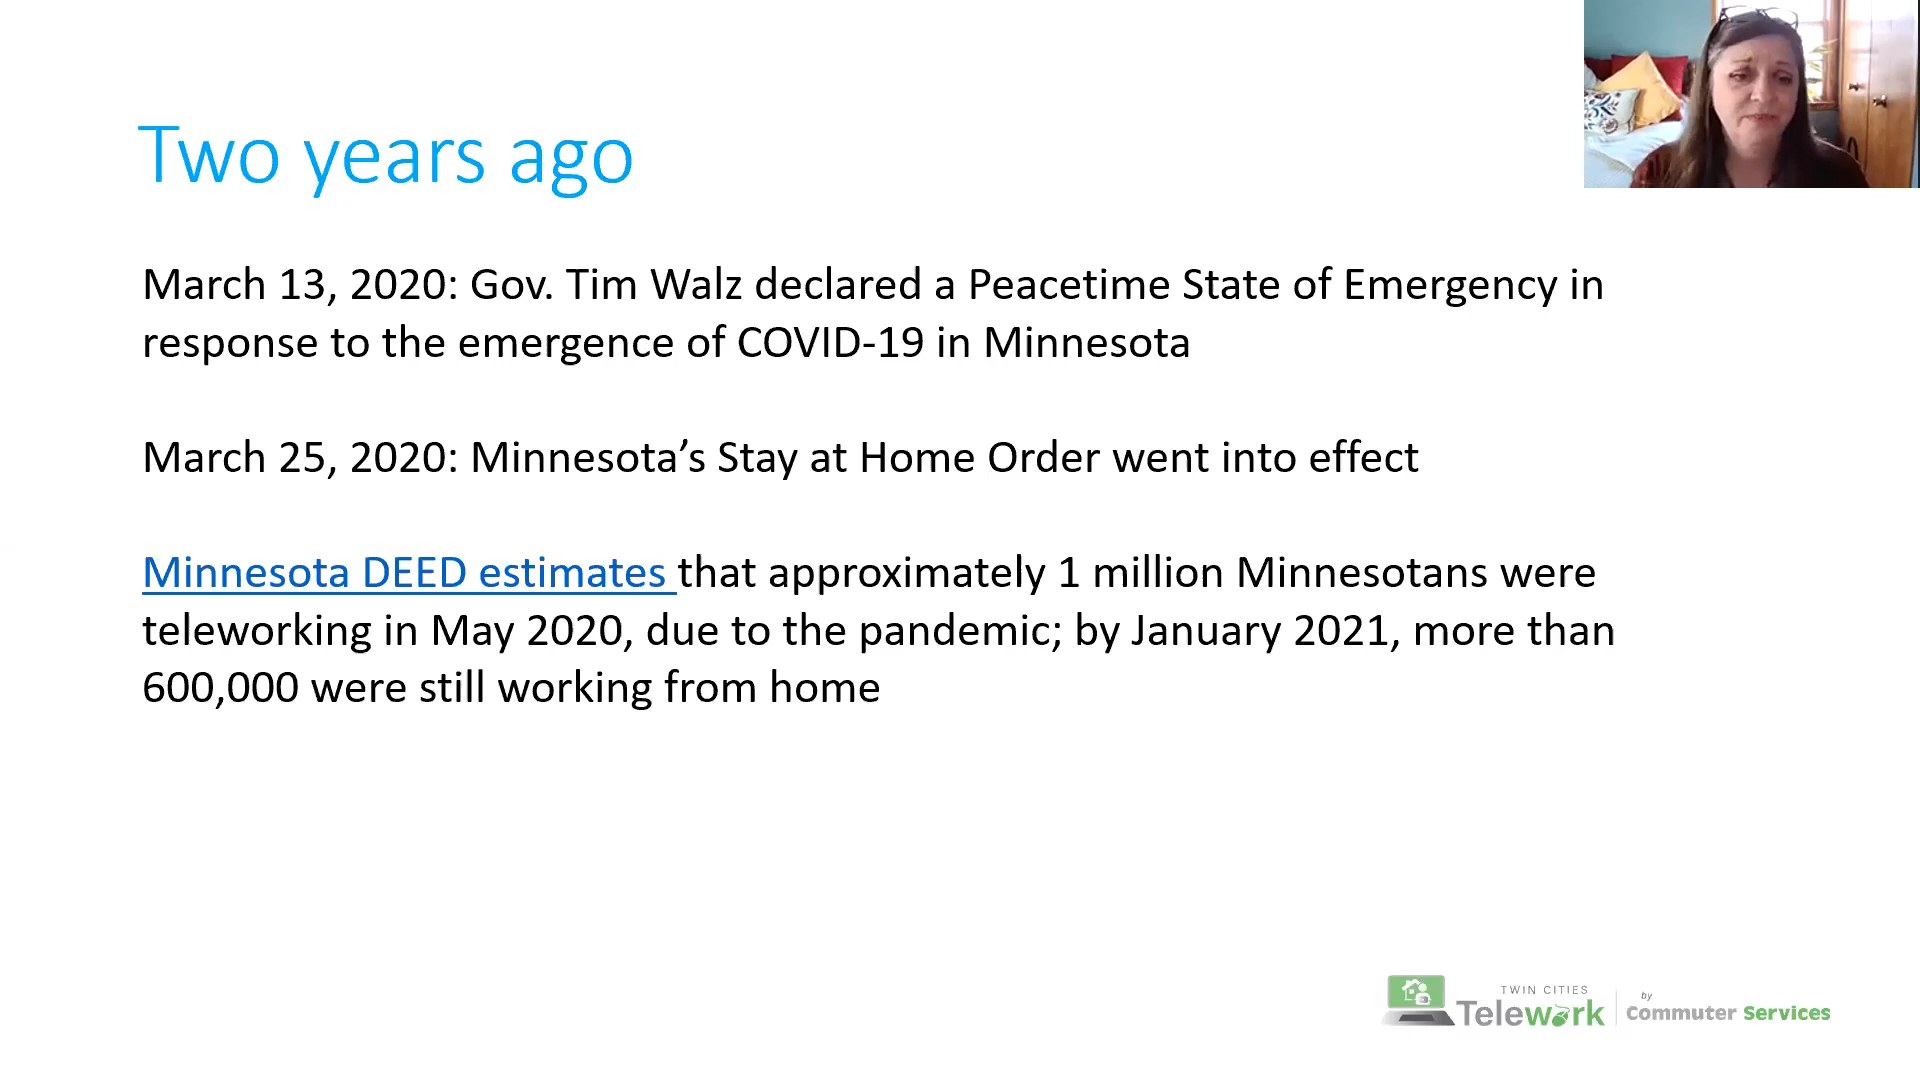 Two years ago
March 13, 2020: Gov. Tim Walz declared a Peacetime State of Emergency in
response to the emergence of COVID-19 in Minnesota
March 25, 2020: Minnesota’s Stay at Home Order went into effect
Minnesota DEED estimates that approximately 1 million Minnesotans were
teleworking in May 2020, due to the pandemic; by January 2021, more than
600,000 were still working from home
TWIN CITIES
Telework
by
Commuter Services